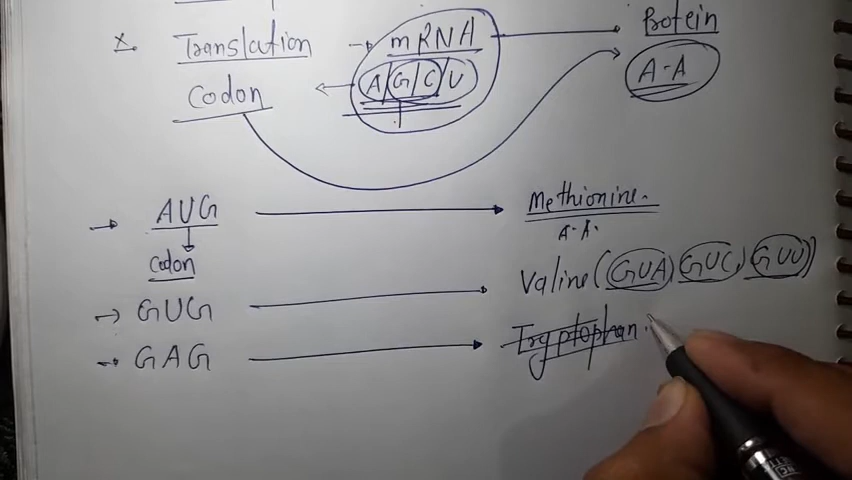 x. Translation → mRNA → Protein
Codon ← A/G/C/U A-A
→ AUG → Methionine.
codon A-A.
→ GUG → Valine (GUA, GUC, GUU)
→ GAG → Tryptophan.